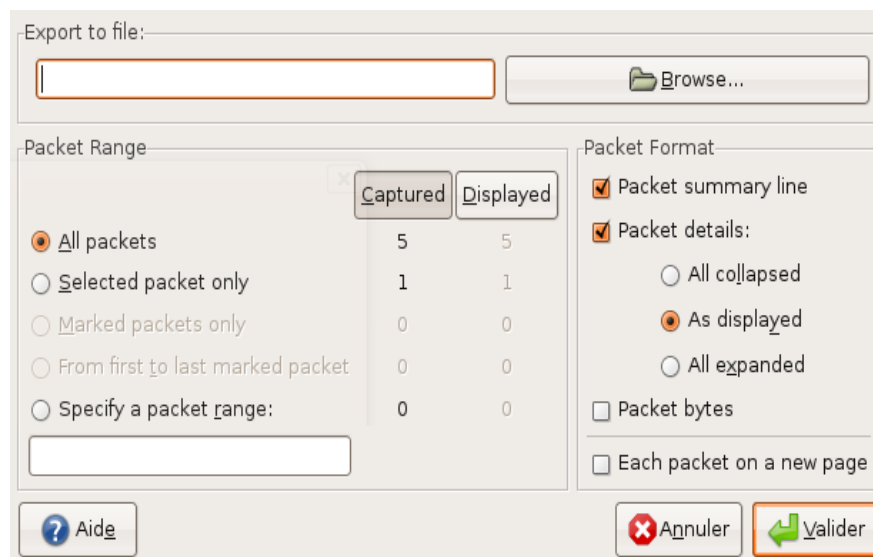 Export to file:
Browse...
Packet Range
Captured Displayed
All packets 5 5
Selected packet only 1 1
Marked packets only 0 0
From first to last marked packet 0 0
Specify a packet range: 0 0
Packet Format
Packet summary line
Packet details:
All collapsed
As displayed
All expanded
Packet bytes
Each packet on a new page
Aide
Annuler
Valider